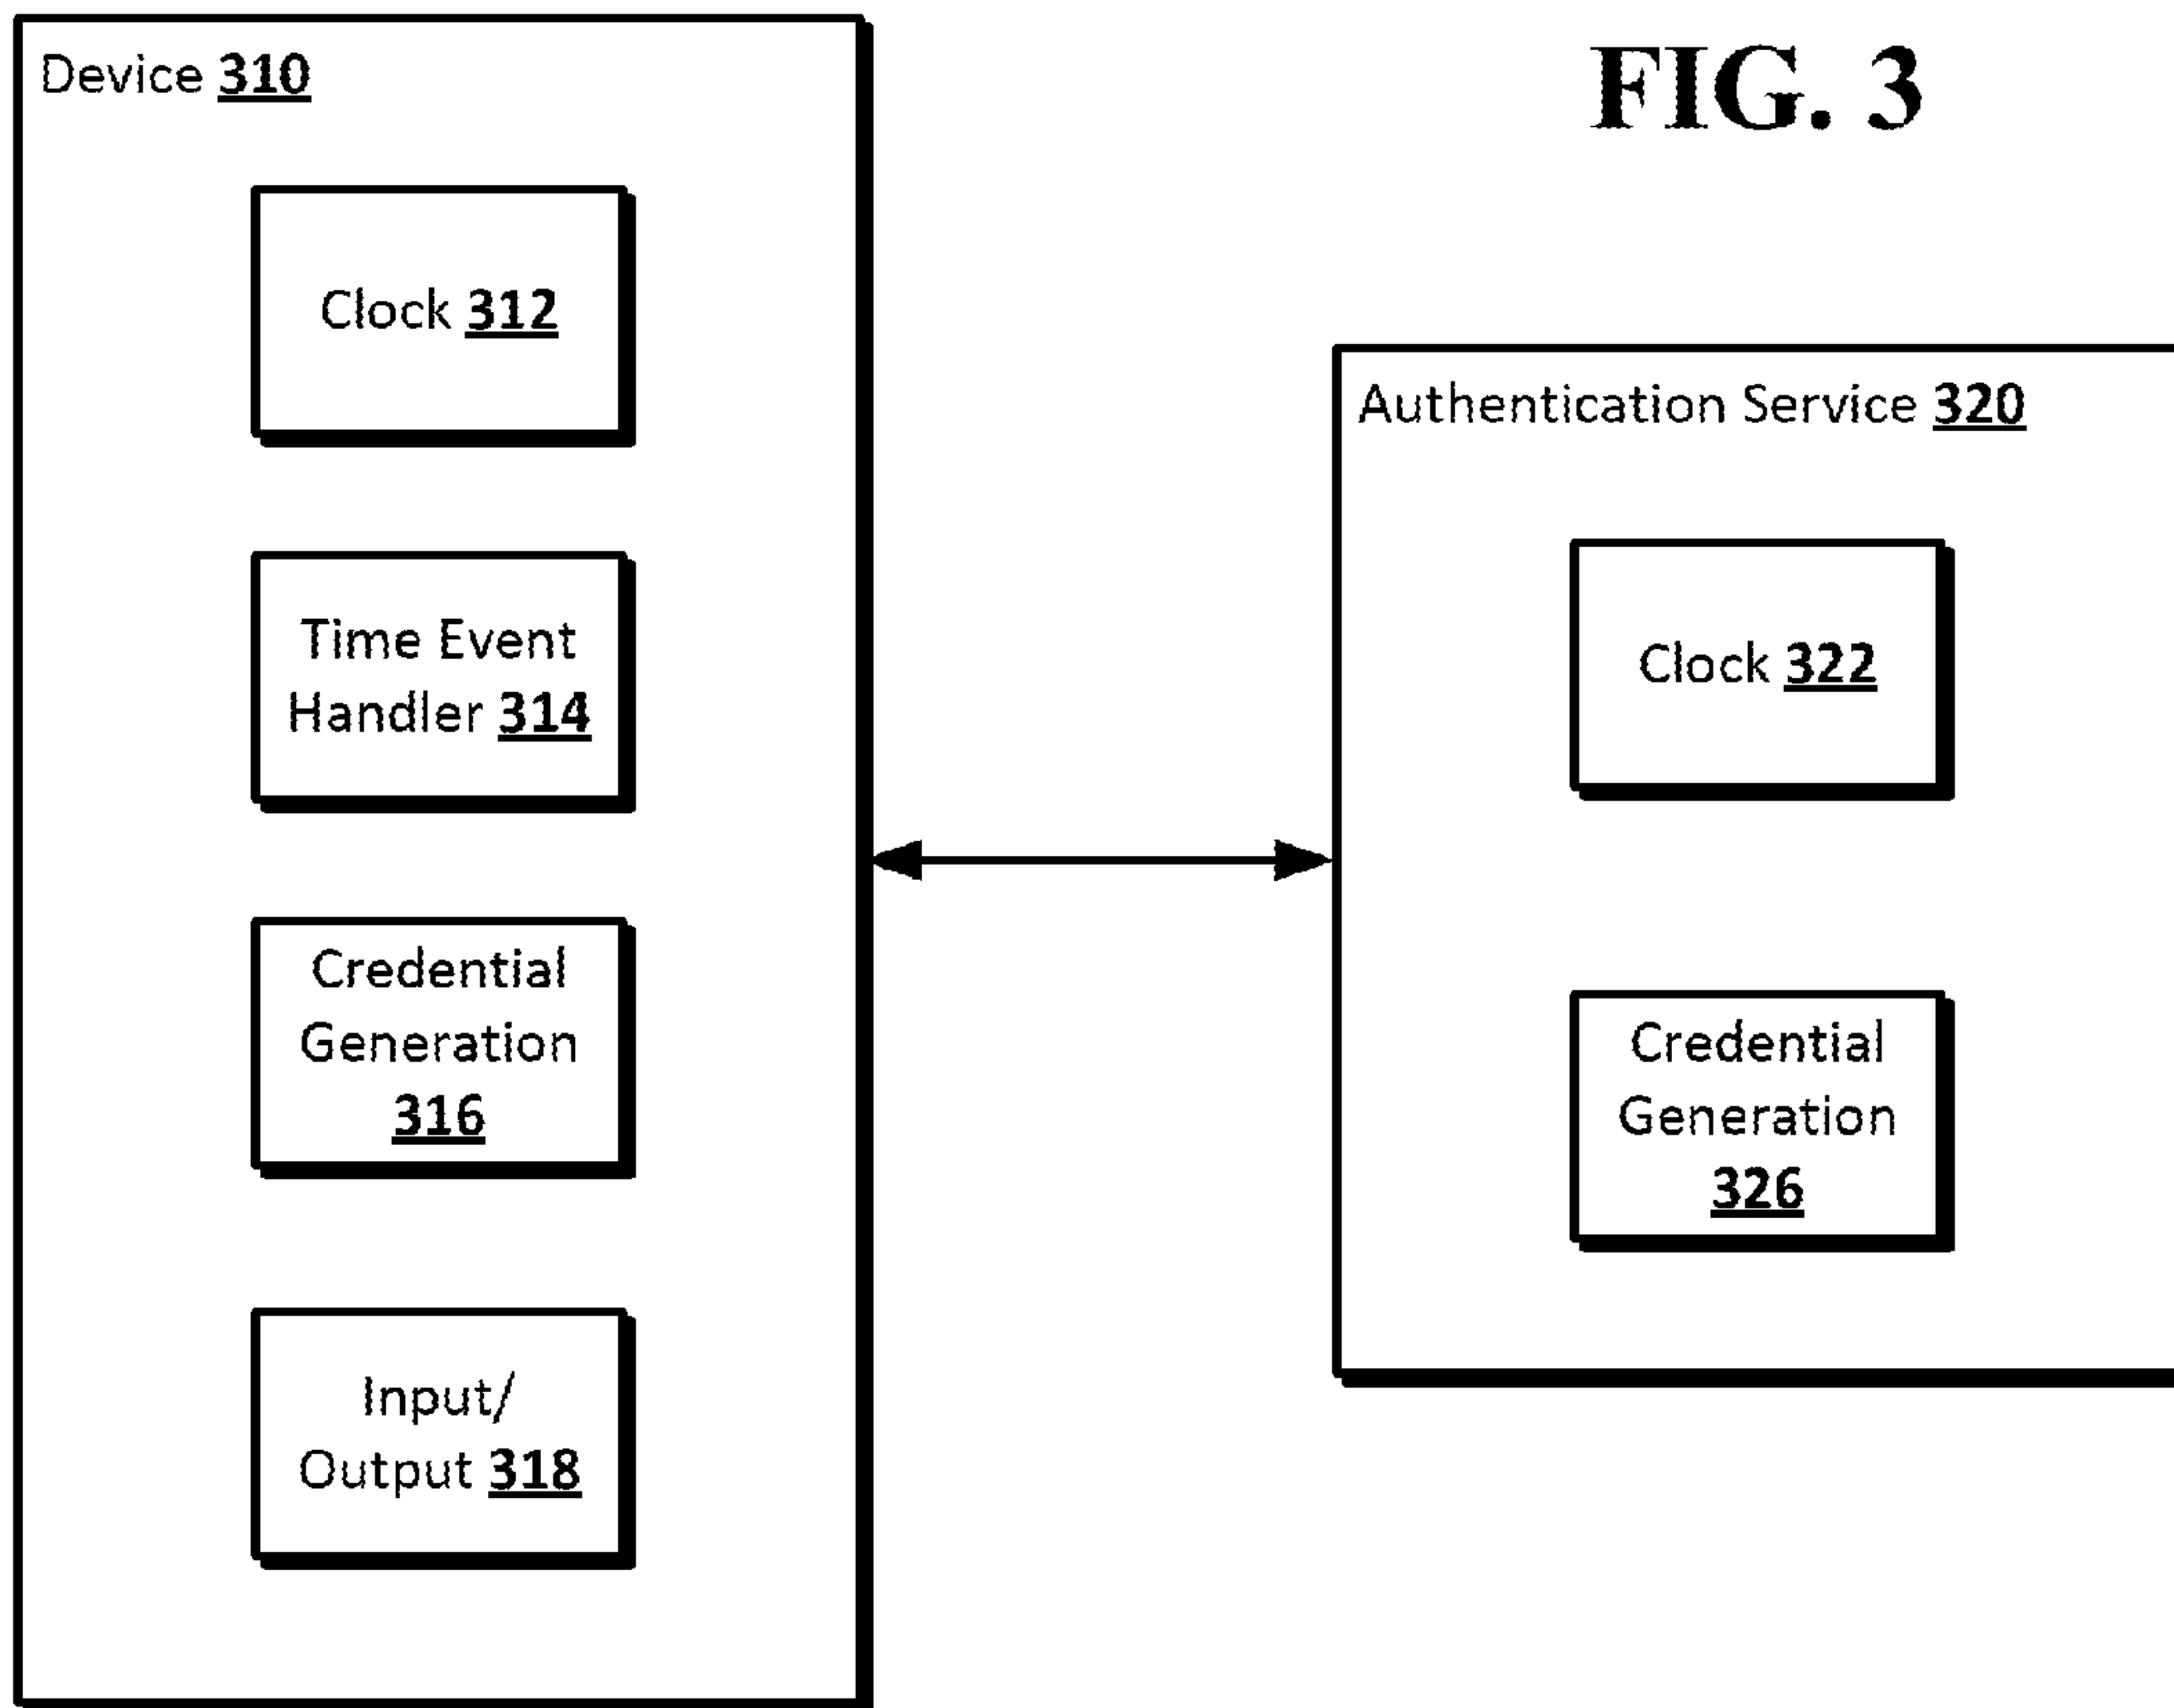 FIG. 3
Device 310
Clock 312
Time Event
Handler 314
Credential
Generation
316
Input/
Output 318
Authentication Service 320
Clock 322
Credential
Generation
326